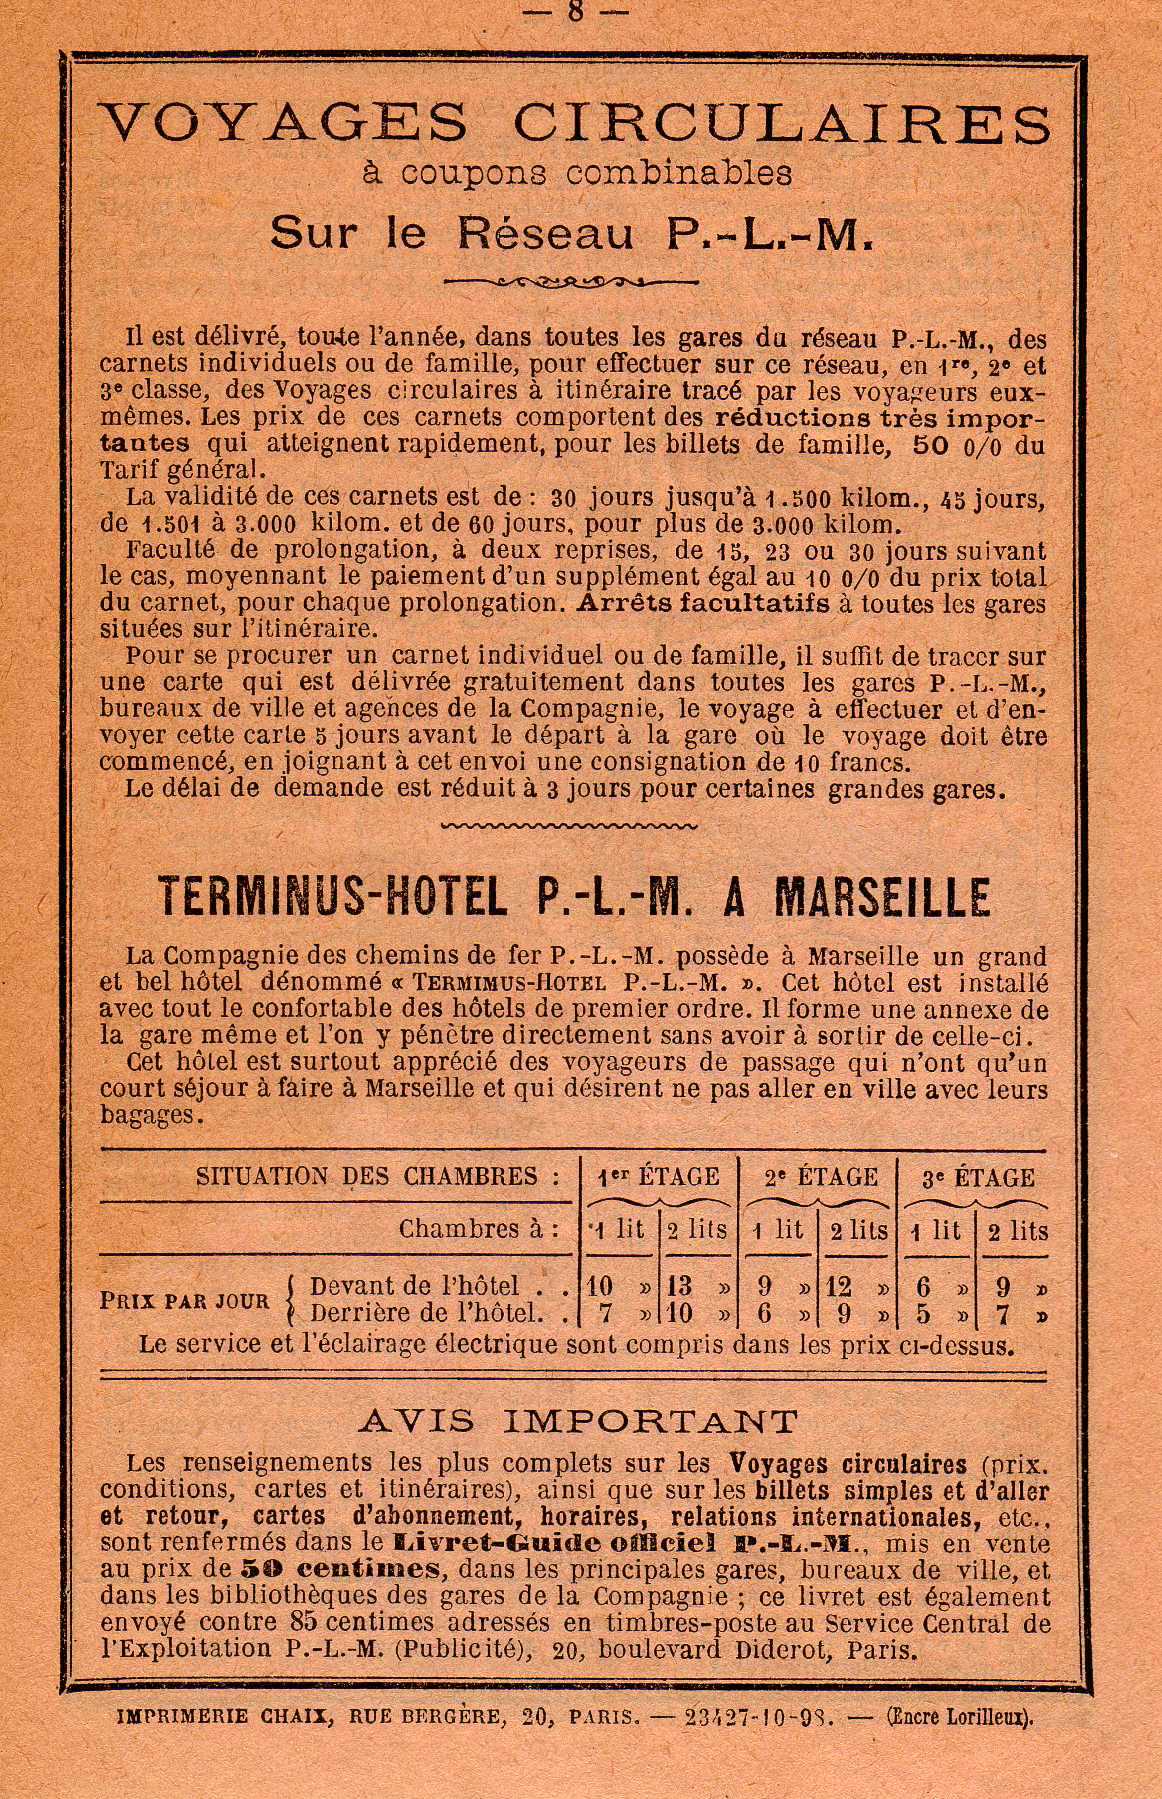 — 8 —
VOYAGES CIRCULAIRES
à coupons combinables
Sur le Réseau P.-L.-M.
Il est délivré, toute l'année, dans toutes les gares du réseau P.-L.-M., des
carnets individuels ou de famille, pour effectuer sur ce réseau, en 1re, 2e et
3e classe, des Voyages circulaires à itinéraire tracé par les voyageurs eux-
mêmes. Les prix de ces carnets comportent des réductions très impor-
tantes qui atteignent rapidement, pour les billets de famille, 50 0/0 du
Tarif général.
La validité de ces carnets est de : 30 jours jusqu'à 1.500 kilom., 45 jours,
de 1.501 à 3.000 kilom. et de 60 jours, pour plus de 3.000 kilom.
Faculté de prolongation, à deux reprises, de 15, 23 ou 30 jours suivant
le cas, moyennant le paiement d'un supplément égal au 10 0/0 du prix total
du carnet, pour chaque prolongation. Arrêts facultatifs à toutes les gares
situées sur l'itinéraire.
Pour se procurer un carnet individuel ou de famille, il suffit de tracer sur
une carte qui est délivrée gratuitement dans toutes les gares P.-L.-M.,
bureaux de ville et agences de la Compagnie, le voyage à effectuer et d'en-
voyer cette carte 5 jours avant le départ à la gare où le voyage doit être
commencé, en joignant à cet envoi une consignation de 10 francs.
Le délai de demande est réduit à 3 jours pour certaines grandes gares.
TERMINUS-HOTEL P.-L.-M. A MARSEILLE
La Compagnie des chemins de fer P.-L.-M. possède à Marseille un grand
et bel hôtel dénommé « TERMIMUS-HOTEL P.-L.-M. ». Cet hôtel est installé
avec tout le confortable des hôtels de premier ordre. Il forme une annexe de
la gare même et l'on y pénètre directement sans avoir à sortir de celle-ci.
Cet hôtel est surtout apprécié des voyageurs de passage qui n'ont qu'un
court séjour à faire à Marseille et qui désirent ne pas aller en ville avec leurs
bagages.
SITUATION DES CHAMBRES : 1er ÉTAGE 2e ÉTAGE 3e ÉTAGE
Chambres à : 1 lit 2 lits 1 lit 2 lits 1 lit 2 lits
PRIX PAR JOUR { Devant de l'hôtel . . 10 » 13 » 9 » 12 » 6 » 9 »
Derrière de l'hôtel. . 7 » 10 » 6 » 9 » 5 » 7 »
Le service et l'éclairage électrique sont compris dans les prix ci-dessus.
AVIS IMPORTANT
Les renseignements les plus complets sur les Voyages circulaires (prix.
conditions, cartes et itinéraires), ainsi que sur les billets simples et d'aller
et retour, cartes d'abonnement, horaires, relations internationales, etc.,
sont renfermés dans le Livret-Guide officiel P.-L.-M., mis en vente
au prix de 50 centimes, dans les principales gares, bureaux de ville, et
dans les bibliothèques des gares de la Compagnie ; ce livret est également
envoyé contre 85 centimes adressés en timbres-poste au Service Central de
l'Exploitation P.-L.-M. (Publicité), 20, boulevard Diderot, Paris.
IMPRIMERIE CHAIX, RUE BERGÈRE, 20, PARIS. — 23427-10-98. — (Encre Lorilleux).